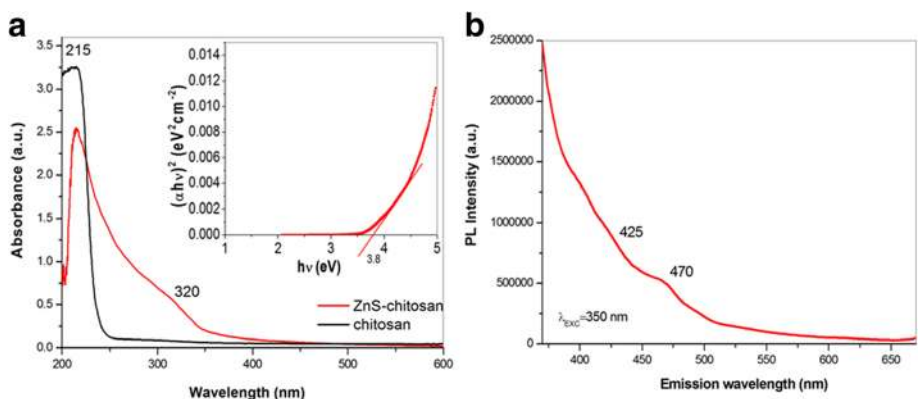 a
215
320
Absorbance (a.u.)
3.5
3.0
2.5
2.0
1.5
1.0
0.5
0.0
200 300 400 500 600
Wavelength (nm)
(αhν)² (eV²cm⁻²)
0.014
0.012
0.010
0.008
0.006
0.004
0.002
0.000
1 2 3 4 5
3.8
hν (eV)
ZnS-chitosan
chitosan
b
PL Intensity (a.u.)
2500000
2000000
1500000
1000000
500000
0
425
470
λEXC=350 nm
400 450 500 550 600 650
Emission wavelength (nm)